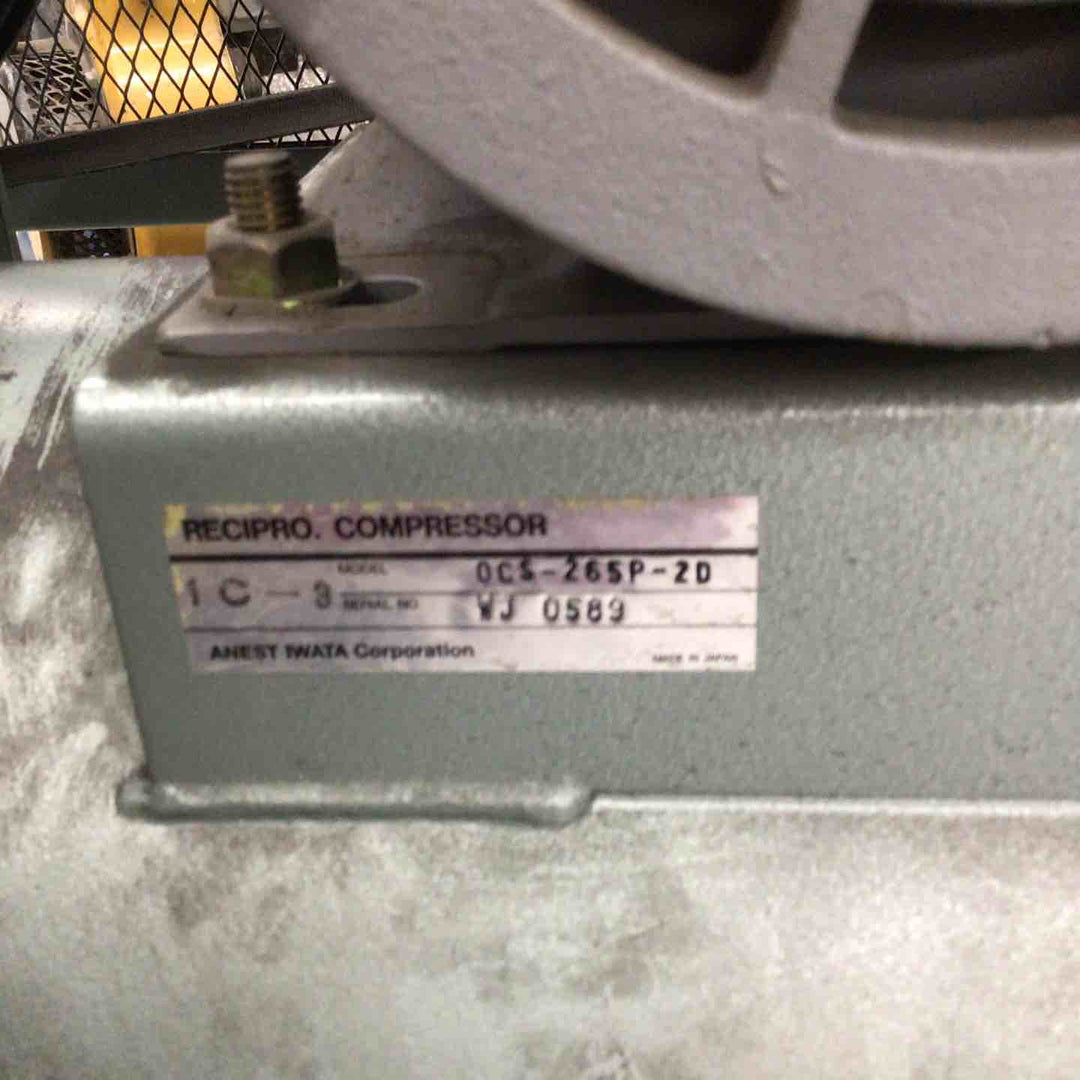 RECIPRO. COMPRESSOR
MODEL OCS-265P-2D
1C-3
SERIAL NO WJ 0589
ANEST IWATA Corporation
MADE IN JAPAN